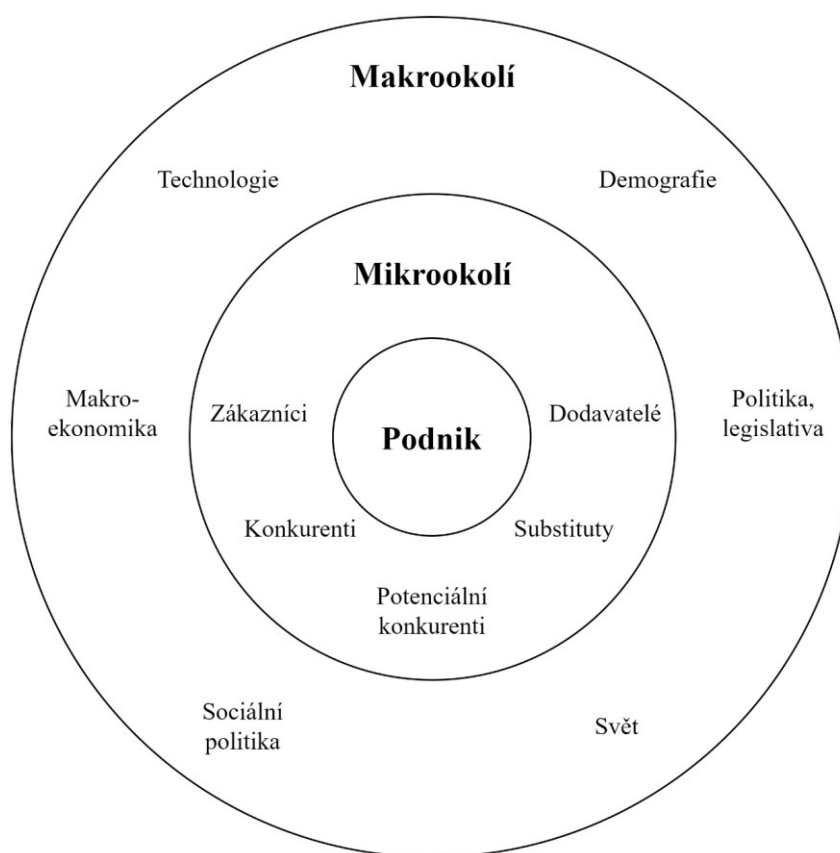 Makrookolí
Technologie
Demografie
Mikrookolí
Makro-
ekonomika
Zákazníci
Podnik
Dodavatelé
Politika,
legislativa
Konkurenti
Substituty
Potenciální
konkurenti
Sociální
politika
Svět